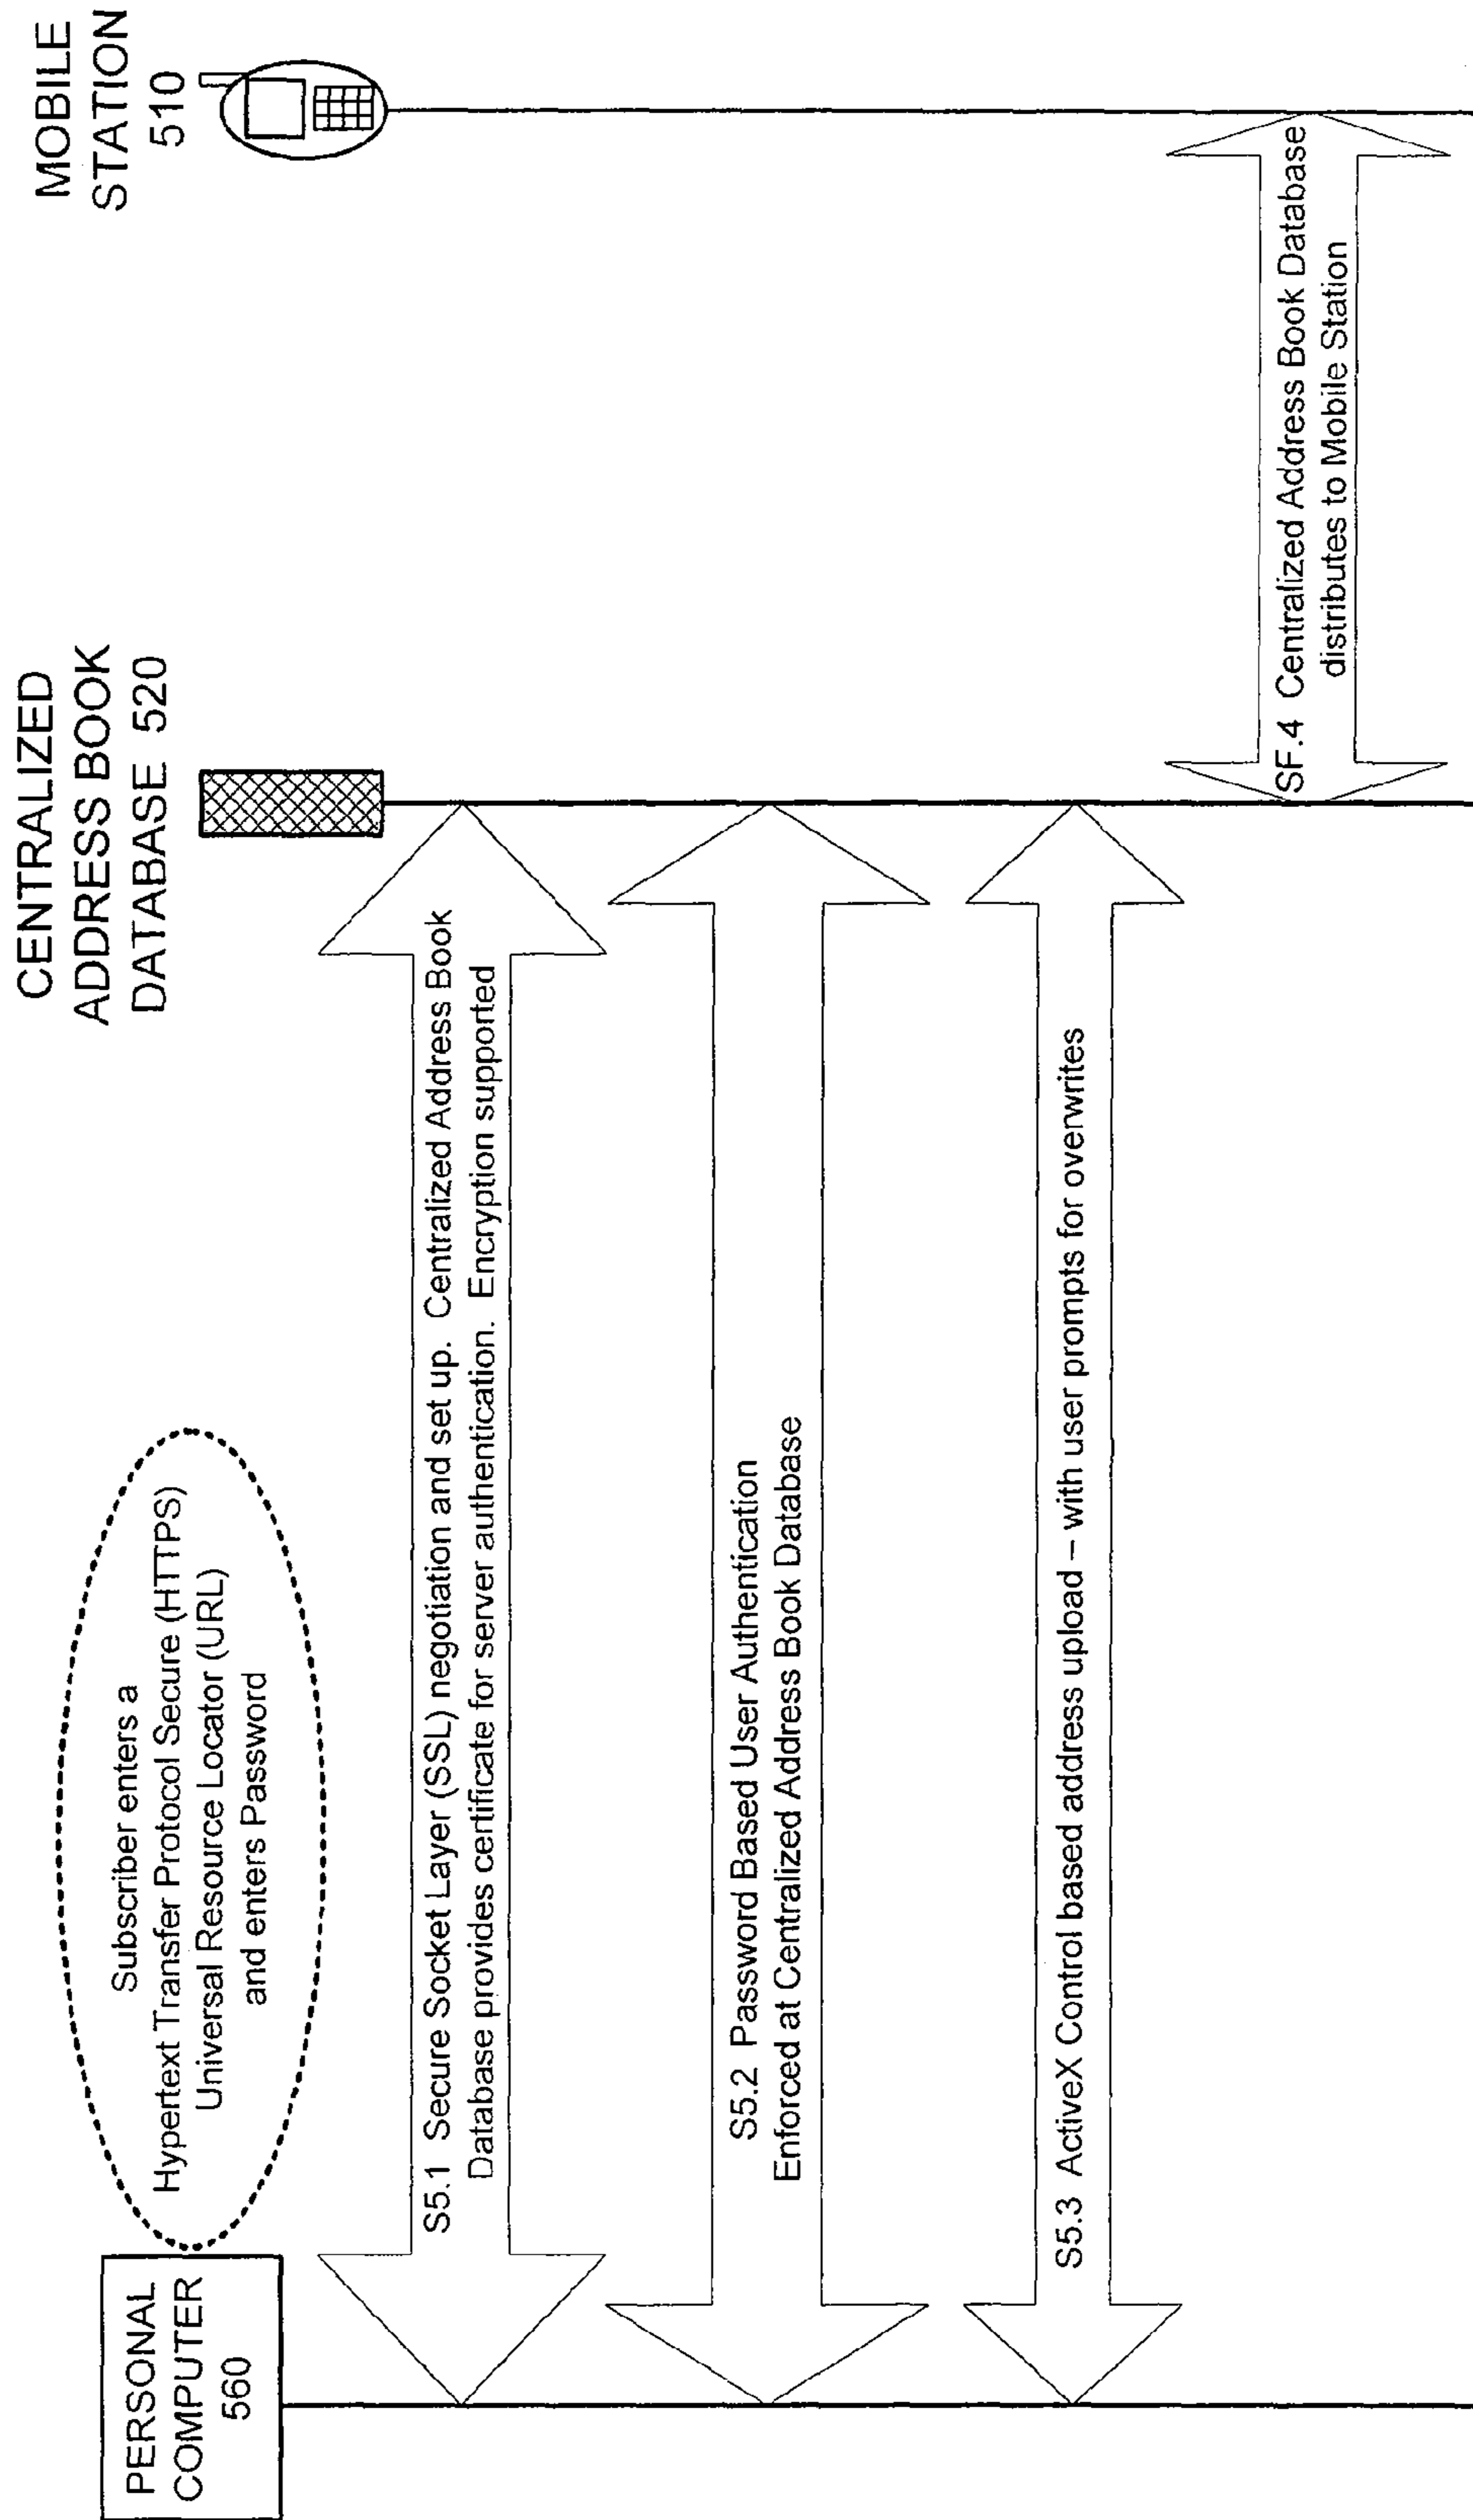 PERSONAL
COMPUTER
560
Subscriber enters a
Hypertext Transfer Protocol Secure (HTTPS)
Universal Resource Locator (URL)
and enters Password
CENTRALIZED
ADDRESS BOOK
DATABASE 520
MOBILE
STATION
510
S5.1 Secure Socket Layer (SSL) negotiation and set up. Centralized Address Book
Database provides certificate for server authentication. Encryption supported
S5.2 Password Based User Authentication
Enforced at Centralized Address Book Database
S5.3 ActiveX Control based address upload – with user prompts for overwrites
SF.4 Centralized Address Book Database
distributes to Mobile Station